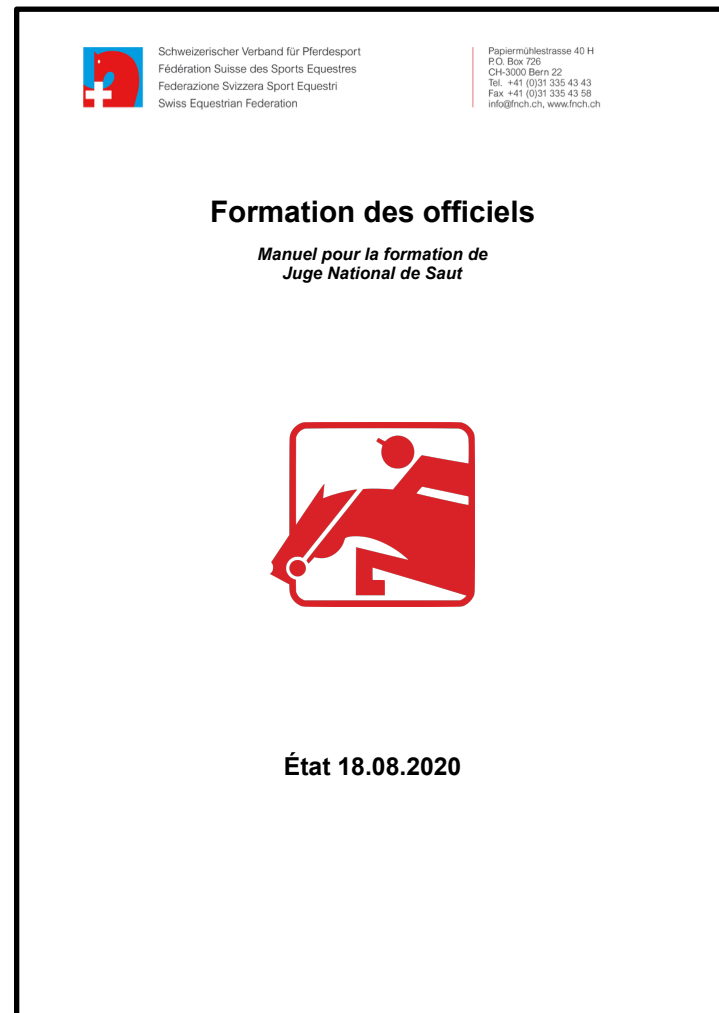 Schweizerischer Verband für Pferdesport
Fédération Suisse des Sports Equestres
Federazione Svizzera Sport Equestri
Swiss Equestrian Federation
Papiermühlestrasse 40 H
P.O. Box 726
CH-3000 Bern 22
Tel. +41 (0)31 335 43 43
Fax +41 (0)31 335 43 58
info@fnch.ch, www.fnch.ch
Formation des officiels
Manuel pour la formation de
Juge National de Saut
État 18.08.2020